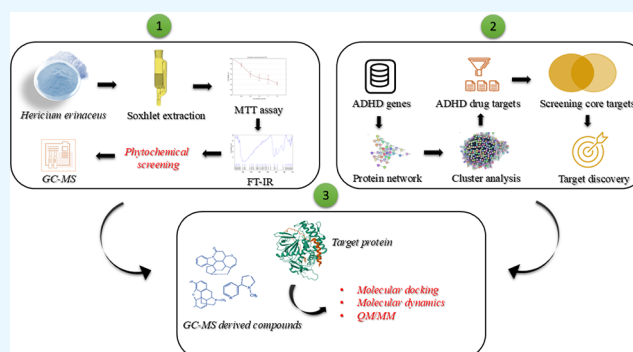 1
Hericium erinaceus
Soxhlet extraction
MTT assay
GC-MS
Phytochemical
screening
FT-IR
2
ADHD genes
ADHD drug targets
Screening core targets
Protein network
Cluster analysis
Target discovery
3
Target protein
GC-MS derived compounds
• Molecular docking
• Molecular dynamics
• QM/MM